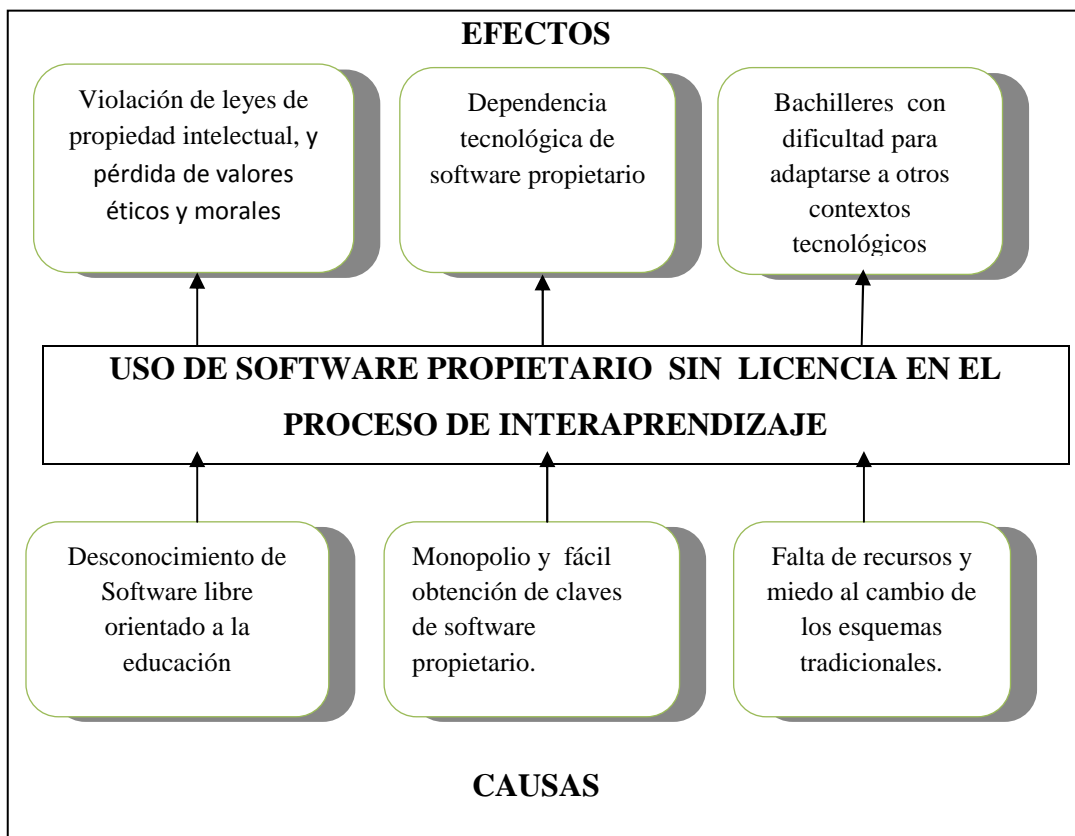 EFECTOS
Violación de leyes de
propiedad intelectual, y
pérdida de valores
éticos y morales
Dependencia
tecnológica de
software propietario
Bachilleres con
dificultad para
adaptarse a otros
contextos
tecnológicos
USO DE SOFTWARE PROPIETARIO SIN LICENCIA EN EL
PROCESO DE INTERAPRENDIZAJE
Desconocimiento de
Software libre
orientado a la
educación
Monopolio y fácil
obtención de claves
de software
propietario.
Falta de recursos y
miedo al cambio de
los esquemas
tradicionales.
CAUSAS